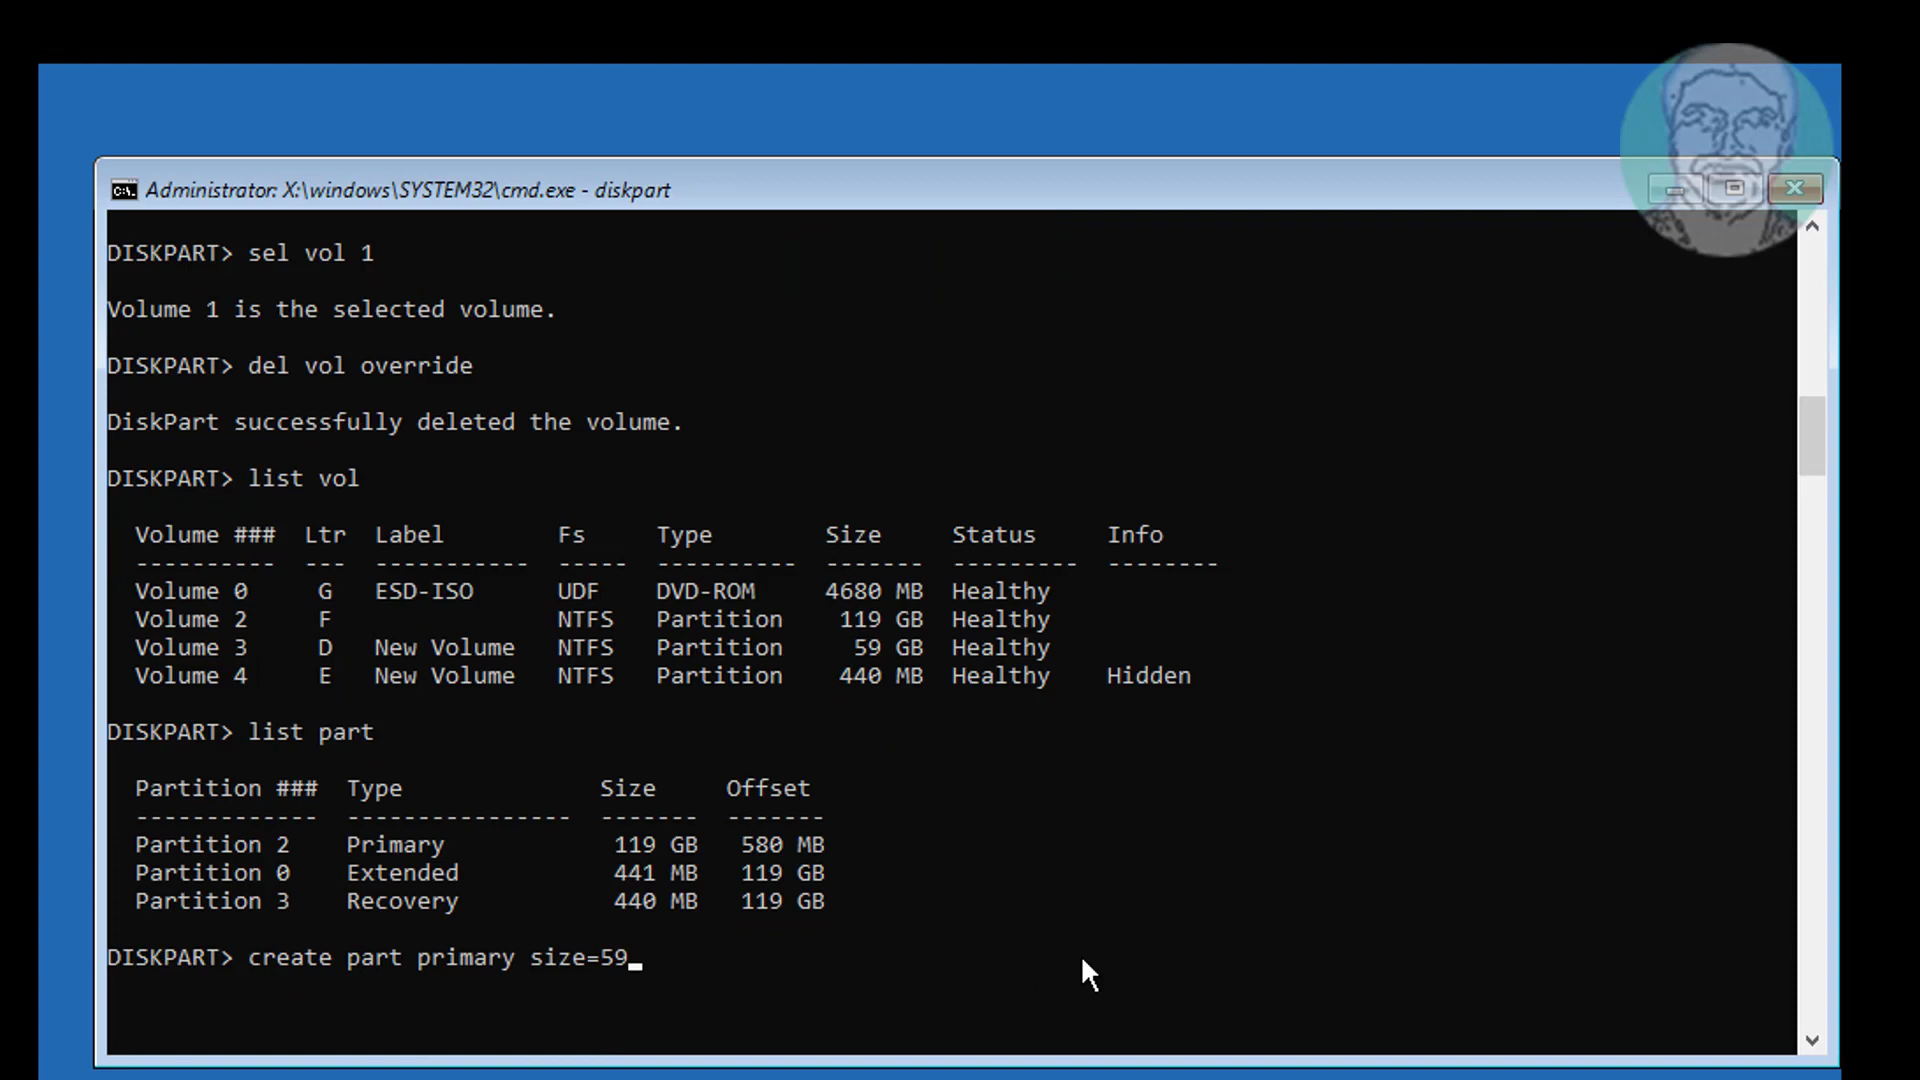 Administrator: X:\windows\SYSTEM32\cmd.exe - diskpart
DISKPART> sel vol 1
Volume 1 is the selected volume.
DISKPART> del vol override
DiskPart successfully deleted the volume.
DISKPART> list vol
Volume ###  Ltr  Label        Fs     Type        Size     Status     Info
----------  ---  -----------  -----  ----------  -------  ---------  --------
Volume 0     G   ESD-ISO      UDF    DVD-ROM     4680 MB  Healthy
Volume 2     F                NTFS   Partition    119 GB  Healthy
Volume 3     D   New Volume   NTFS   Partition     59 GB  Healthy
Volume 4     E   New Volume   NTFS   Partition    440 MB  Healthy    Hidden
DISKPART> list part
Partition ###  Type              Size     Offset
-------------  ----------------  -------  -------
Partition 2    Primary            119 GB   580 MB
Partition 0    Extended           441 MB   119 GB
Partition 3    Recovery           440 MB   119 GB
DISKPART> create part primary size=59_